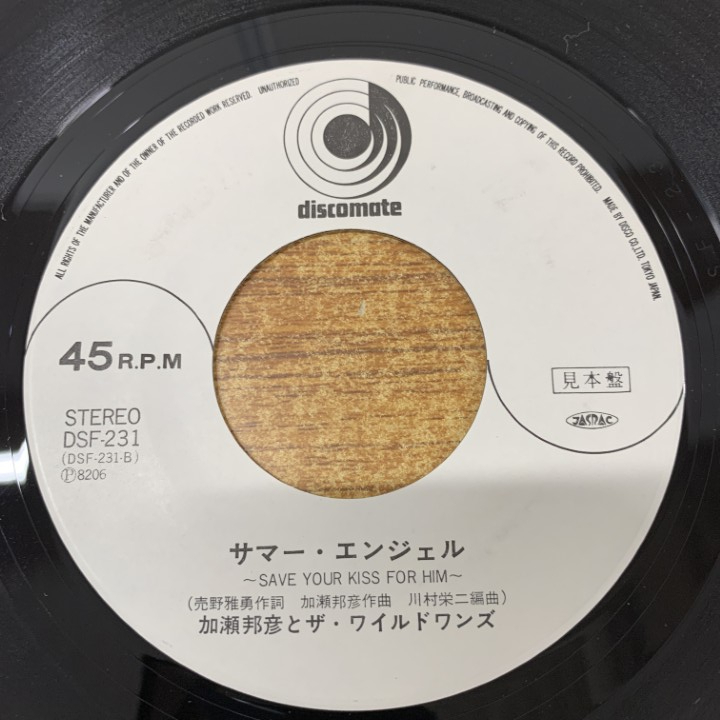 ALL RIGHTS OF THE MANUFACTURER AND OF THE OWNER OF THE RECORDED WORK RESERVED. UNAUTHORIZED
PUBLIC PERFORMANCE, BROADCASTING AND COPYING OF THIS RECORD PROHIBITED. MADE BY DISCO CO., LTD. TOKYO JAPAN.
discomate
45 R.P.M
見本盤
STEREO
JASRAC
DSF-231
(DSF-231-B)
Ⓟ8206
サマー・エンジェル
〜SAVE YOUR KISS FOR HIM〜
(売野雅勇作詞 加瀬邦彦作曲 川村栄二編曲)
加瀬邦彦とザ・ワイルドワンズ